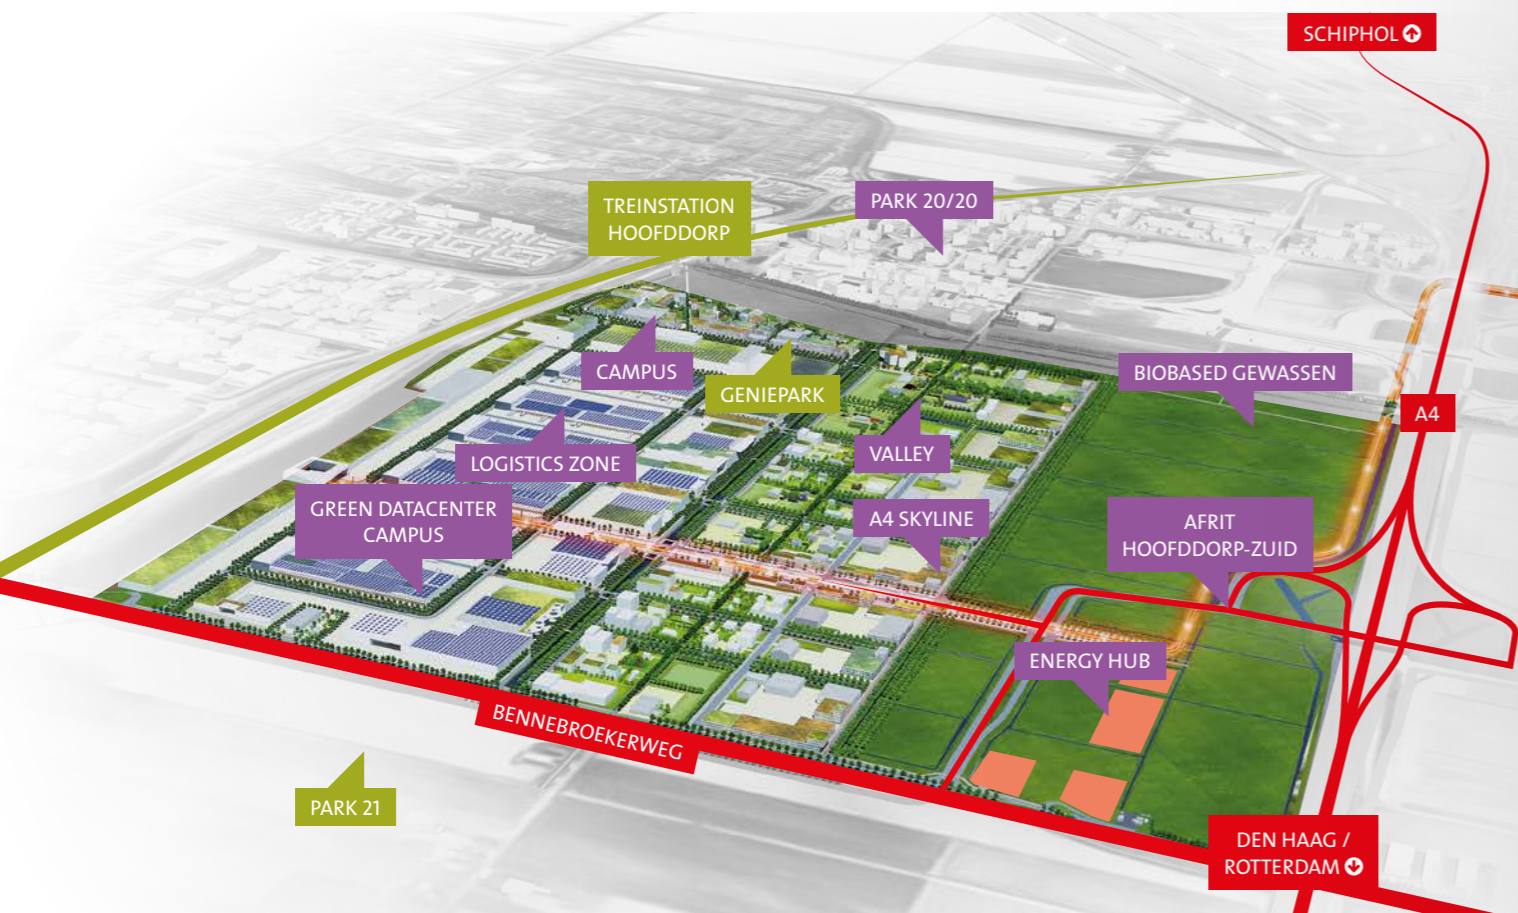 SCHIPHOL
TREINSTATION
HOOFDDORP
PARK 20/20
CAMPUS
GENIEPARK
BIOBASED GEWASSEN
A4
LOGISTICS ZONE
VALLEY
GREEN DATACENTER
CAMPUS
A4 SKYLINE
AFRIT
HOOFDDORP-ZUID
ENERGY HUB
BENNEBROEKERWEG
PARK 21
DEN HAAG /
ROTTERDAM